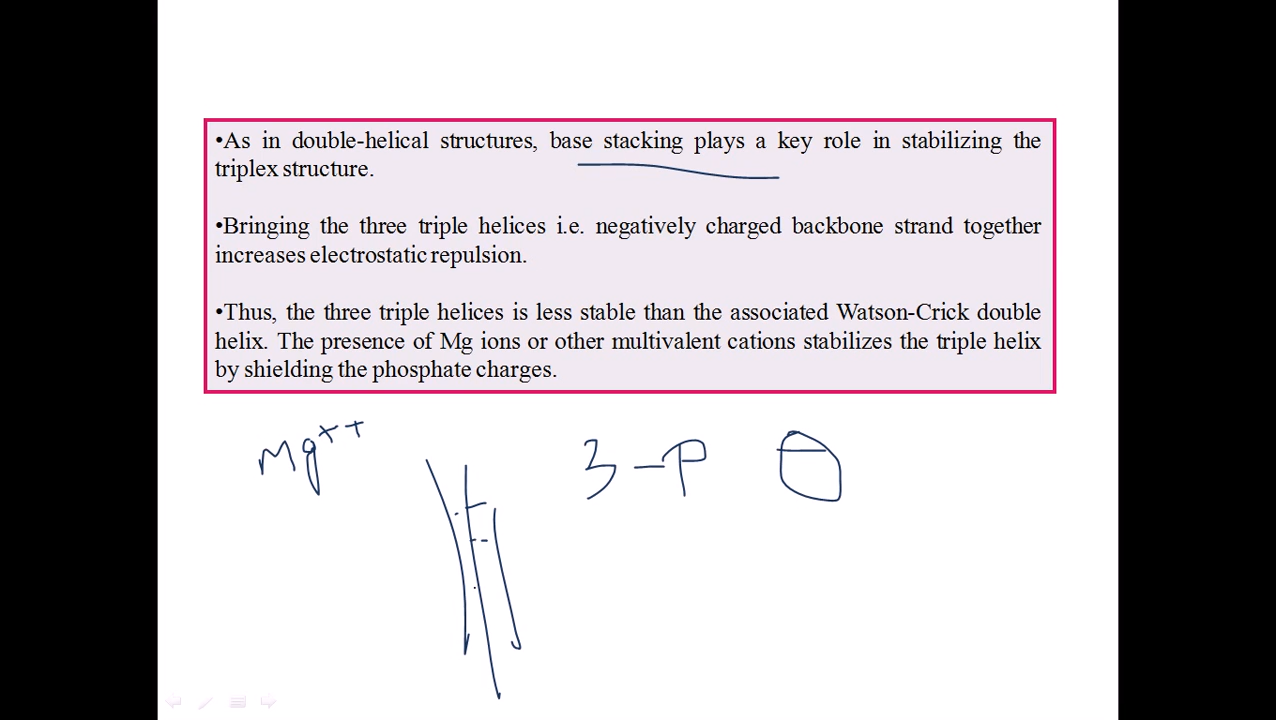 •As in double-helical structures, base stacking plays a key role in stabilizing the
triplex structure.
•Bringing the three triple helices i.e. negatively charged backbone strand together
increases electrostatic repulsion.
•Thus, the three triple helices is less stable than the associated Watson-Crick double
helix. The presence of Mg ions or other multivalent cations stabilizes the triple helix
by shielding the phosphate charges.
Mg++ 3-P